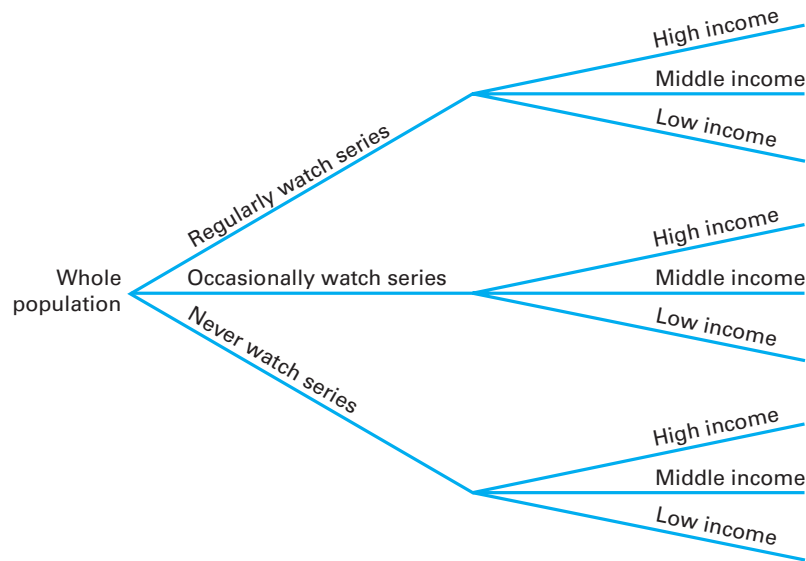 High income
Middle income
Low income
Regularly watch series
High income
Whole
population
Occasionally watch series
Middle income
Low income
Never watch series
High income
Middle income
Low income